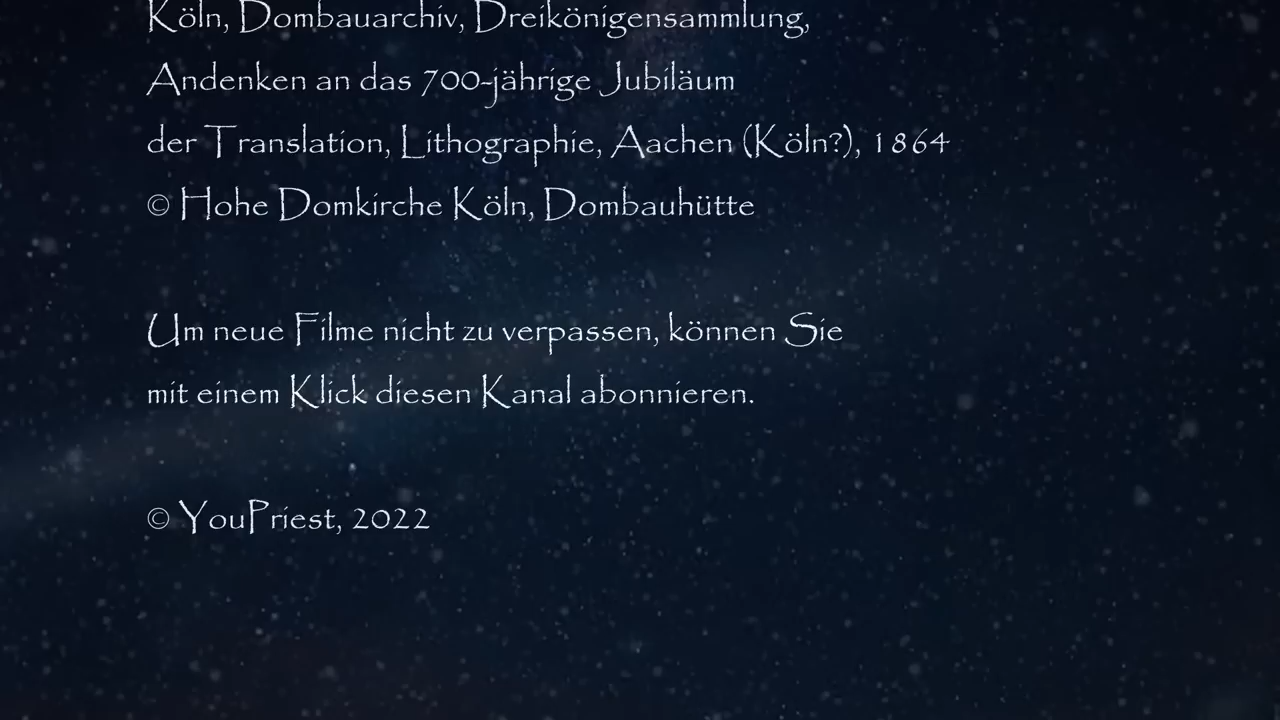 Köln, Dombauarchiv, Dreikönigensammlung,
Andenken an das 700-jährige Jubiläum
der Translation, Lithographie, Aachen (Köln?), 1864
© Hohe Domkirche Köln, Dombauhütte
Um neue Filme nicht zu verpassen, können Sie
mit einem Klick diesen Kanal abonnieren.
© YouPriest, 2022